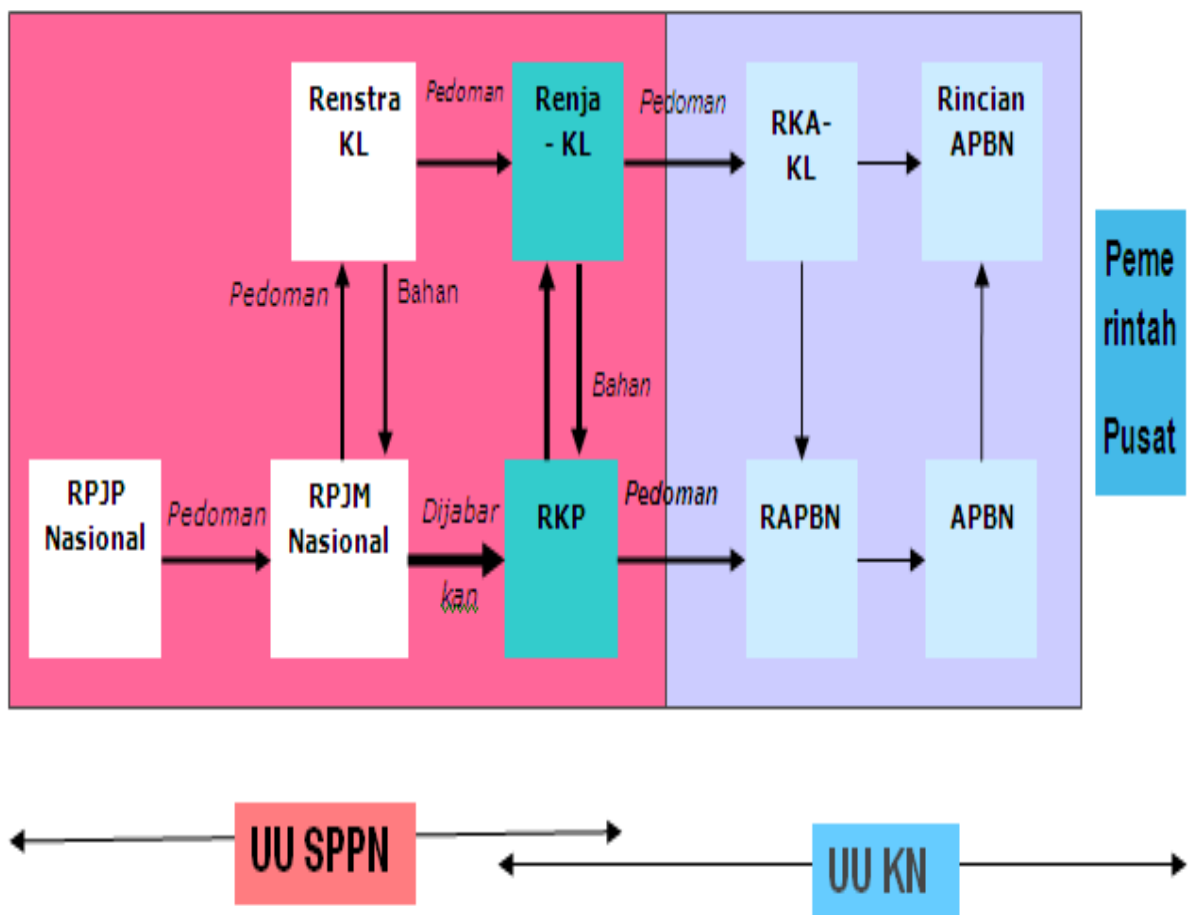 Renstra
KL
Pedoman
Renja
- KL
Pedoman
RKA-
KL
Rincian
APBN
Pedoman
Bahan
Bahan
Peme
rintah
Pusat
RPJP
Nasional
Pedoman
RPJM
Nasional
Dijabar
kan
RKP
Pedoman
RAPBN
APBN
UU SPPN
UU KN